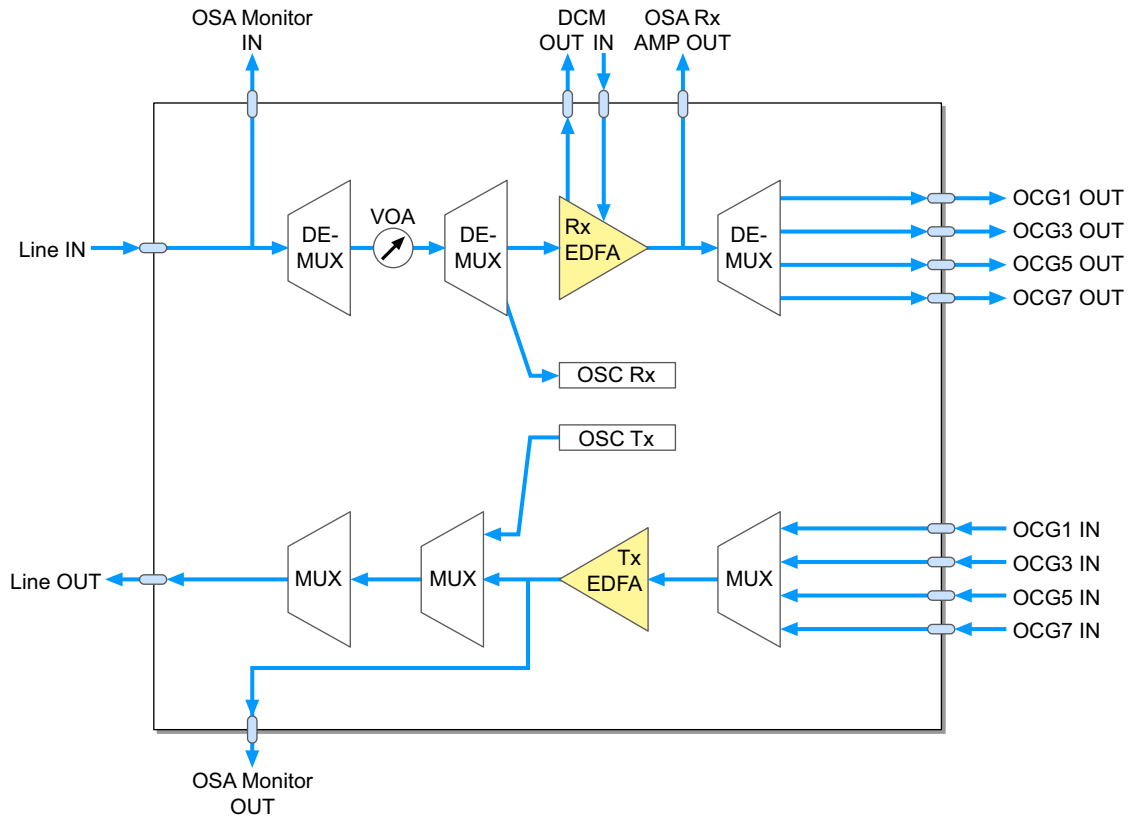 OSA Monitor
IN
DCM
OUT IN
OSA Rx
AMP OUT
Line IN
DE-
MUX
VOA
DE-
MUX
Rx
EDFA
DE-
MUX
OCG1 OUT
OCG3 OUT
OCG5 OUT
OCG7 OUT
OSC Rx
OSC Tx
Line OUT
MUX
MUX
Tx
EDFA
MUX
OCG1 IN
OCG3 IN
OCG5 IN
OCG7 IN
OSA Monitor
OUT